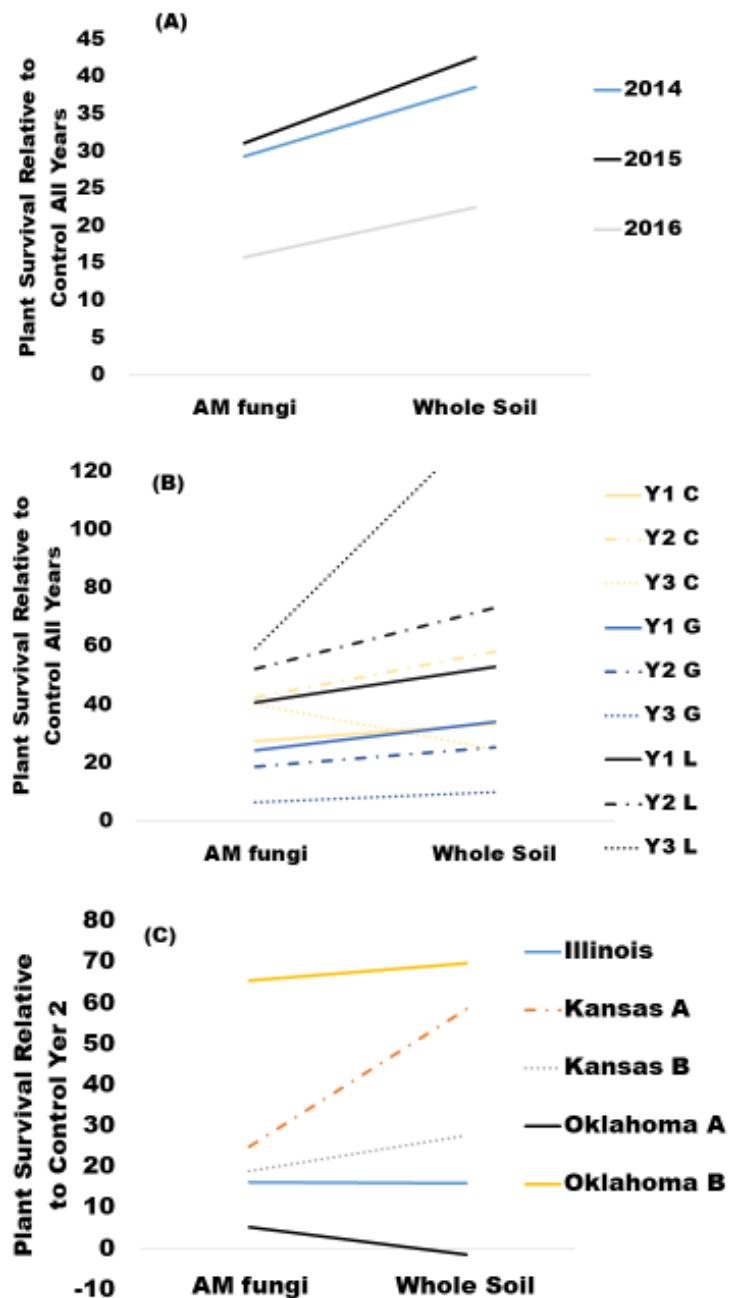 (A)
Plant Survival Relative to
Control All Years
45
40
35
30
25
20
15
10
5
0
AM fungi Whole Soil
2014
2015
2016
(B)
Plant Survival Relative to
Control All Years
120
100
80
60
40
20
0
AM fungi Whole Soil
Y1 C
Y2 C
Y3 C
Y1 G
Y2 G
Y3 G
Y1 L
Y2 L
Y3 L
(C)
Plant Survival Relative
to Control Yer 2
80
70
60
50
40
30
20
10
0
-10
AM fungi Whole Soil
Illinois
Kansas A
Kansas B
Oklahoma A
Oklahoma B